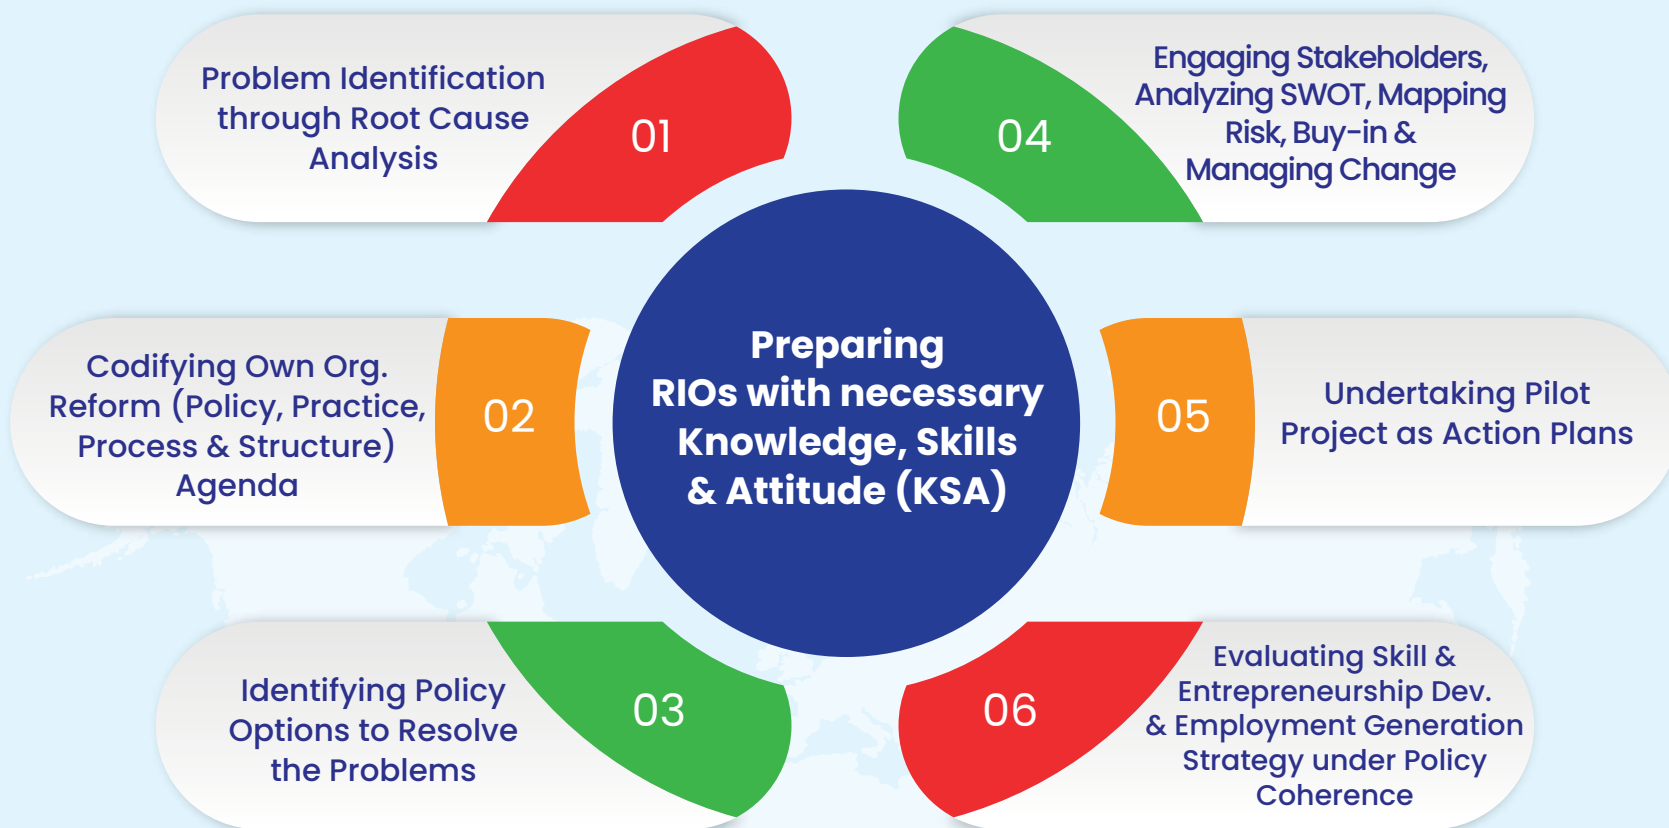 Problem Identification
through Root Cause
Analysis
01
Codifying Own Org.
Reform (Policy, Practice,
Process & Structure)
Agenda
02
Identifying Policy
Options to Resolve
the Problems
03
Preparing
RIOs with necessary
Knowledge, Skills
& Attitude (KSA)
04
Engaging Stakeholders,
Analyzing SWOT, Mapping
Risk, Buy-in &
Managing Change
05
Undertaking Pilot
Project as Action Plans
06
Evaluating Skill &
Entrepreneurship Dev.
& Employment Generation
Strategy under Policy
Coherence